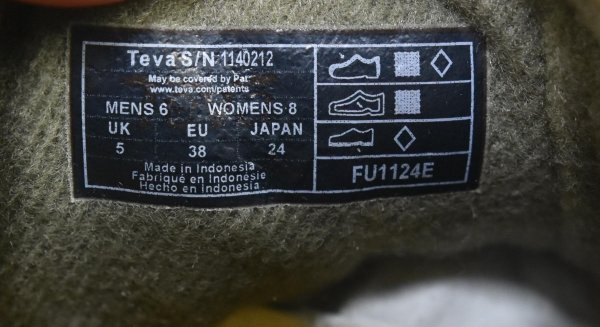 Teva S/N 1140212
May be covered by Pat
www.teva.com/patents
MENS 6 WOMENS 8
UK EU JAPAN
5 38 24
Made in Indonesia
Fabriqué en Indonésie
Hecho en Indonesia
FU1124E